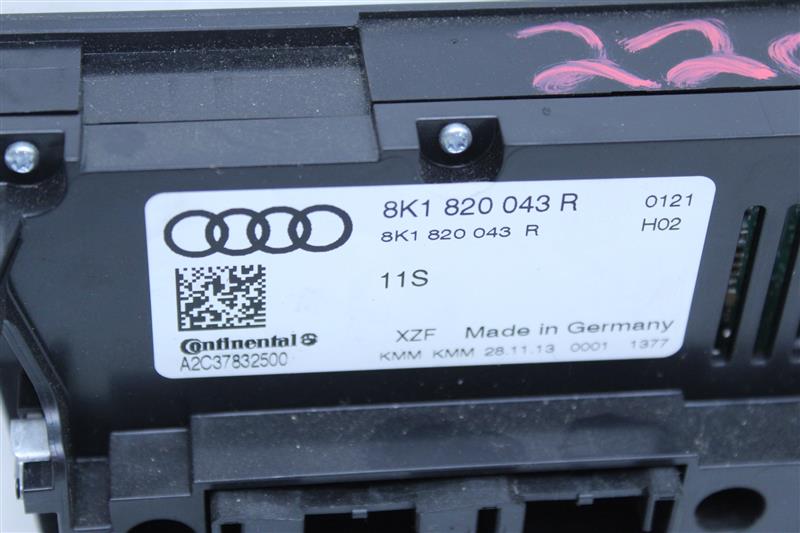 22
8K1 820 043 R 0121
8K1 820 043 R H02
11S
Continental
A2C37832500
XZF Made in Germany
KMM KMM 28.11.13 0001 1377